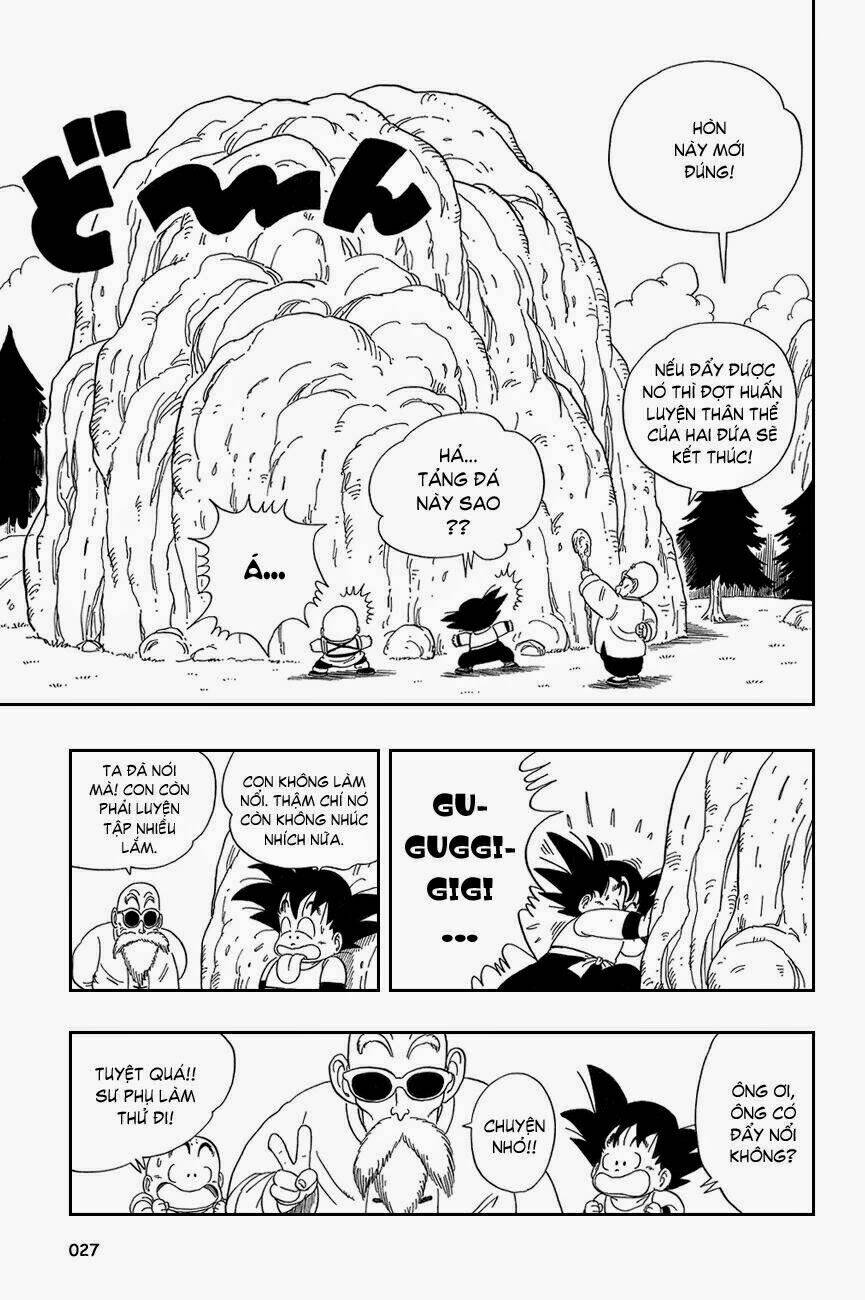 HÒN
NÀY MỚI
ĐÚNG!
NẾU ĐẨY ĐƯỢC
NÓ THÌ ĐỢT HUẤN
LUYỆN THÂN THỂ
CỦA HAI ĐỨA SẼ
KẾT THÚC!
ど〜〜ん
HẢ...
TẢNG ĐÁ
NÀY SAO
??
Á...
GU-
GUGGI-
GIGI
...
CON KHÔNG LÀM
NỔI. THẬM CHÍ NÓ
CÒN KHÔNG NHÚC
NHÍCH NỮA.
TA ĐÃ NÓI
MÀ! CON CÒN
PHẢI LUYỆN
TẬP NHIỀU
LẮM.
ÔNG ƠI,
ÔNG CÓ
ĐẨY NỔI
KHÔNG?
CHUYỆN
NHỎ!!
TUYỆT QUÁ!!
SƯ PHỤ LÀM
THỬ ĐI!
027